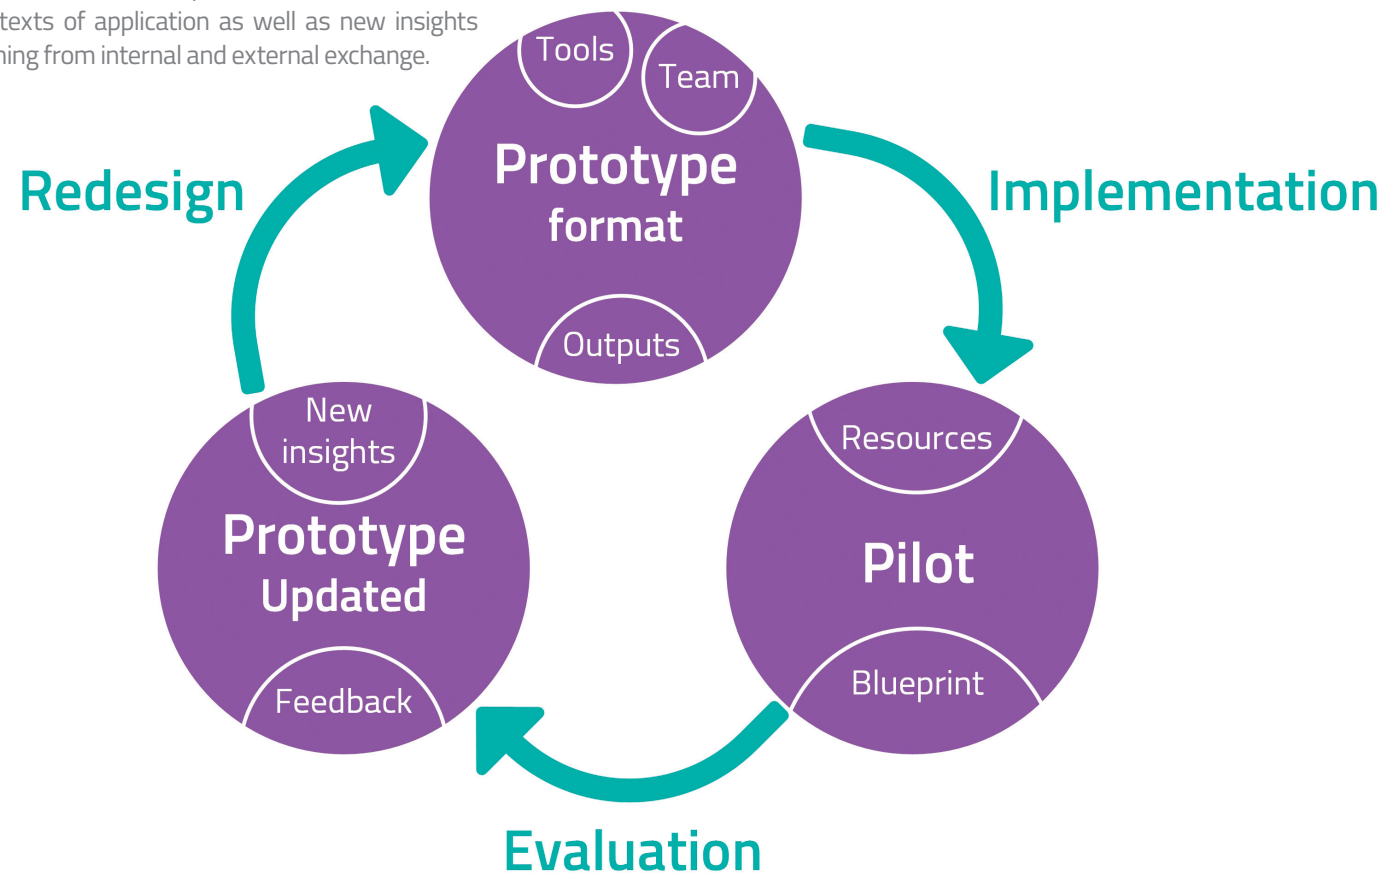 texts of application as well as new insights
from internal and external exchange.
Tools
Team
Prototype
format
Outputs
Redesign
Implementation
New
insights
Prototype
Updated
Feedback
Resources
Pilot
Blueprint
Evaluation